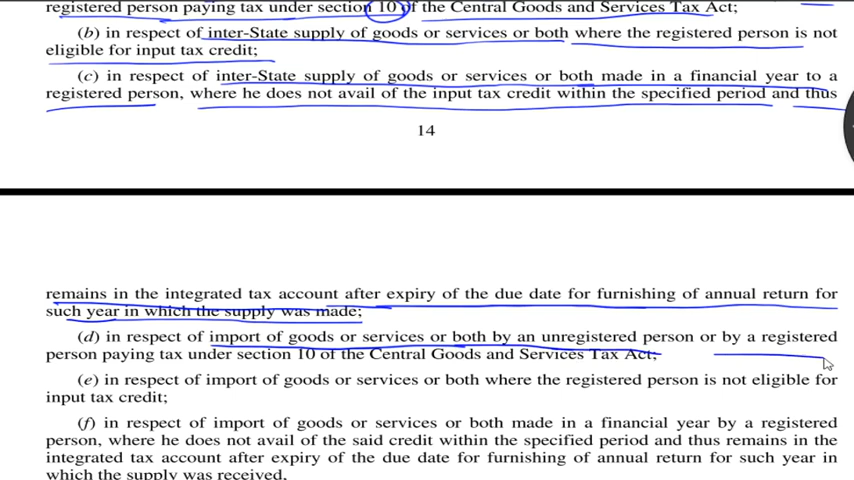 registered person paying tax under section 10 of the Central Goods and Services Tax Act;
(b) in respect of inter-State supply of goods or services or both where the registered person is not
eligible for input tax credit;
(c) in respect of inter-State supply of goods or services or both made in a financial year to a
registered person, where he does not avail of the input tax credit within the specified period and thus
14
remains in the integrated tax account after expiry of the due date for furnishing of annual return for
such year in which the supply was made;
(d) in respect of import of goods or services or both by an unregistered person or by a registered
person paying tax under section 10 of the Central Goods and Services Tax Act;
(e) in respect of import of goods or services or both where the registered person is not eligible for
input tax credit;
(f) in respect of import of goods or services or both made in a financial year by a registered
person, where he does not avail of the said credit within the specified period and thus remains in the
integrated tax account after expiry of the due date for furnishing of annual return for such year in
which the supply was received,